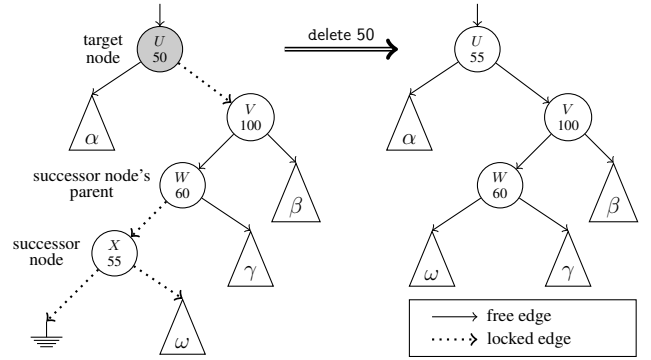 target
node
U
50
delete 50
U
55
V
100
V
100
α
α
successor node's
parent
W
60
β
W
60
β
successor
node
X
55
γ
ω
γ
ω
free edge
locked edge